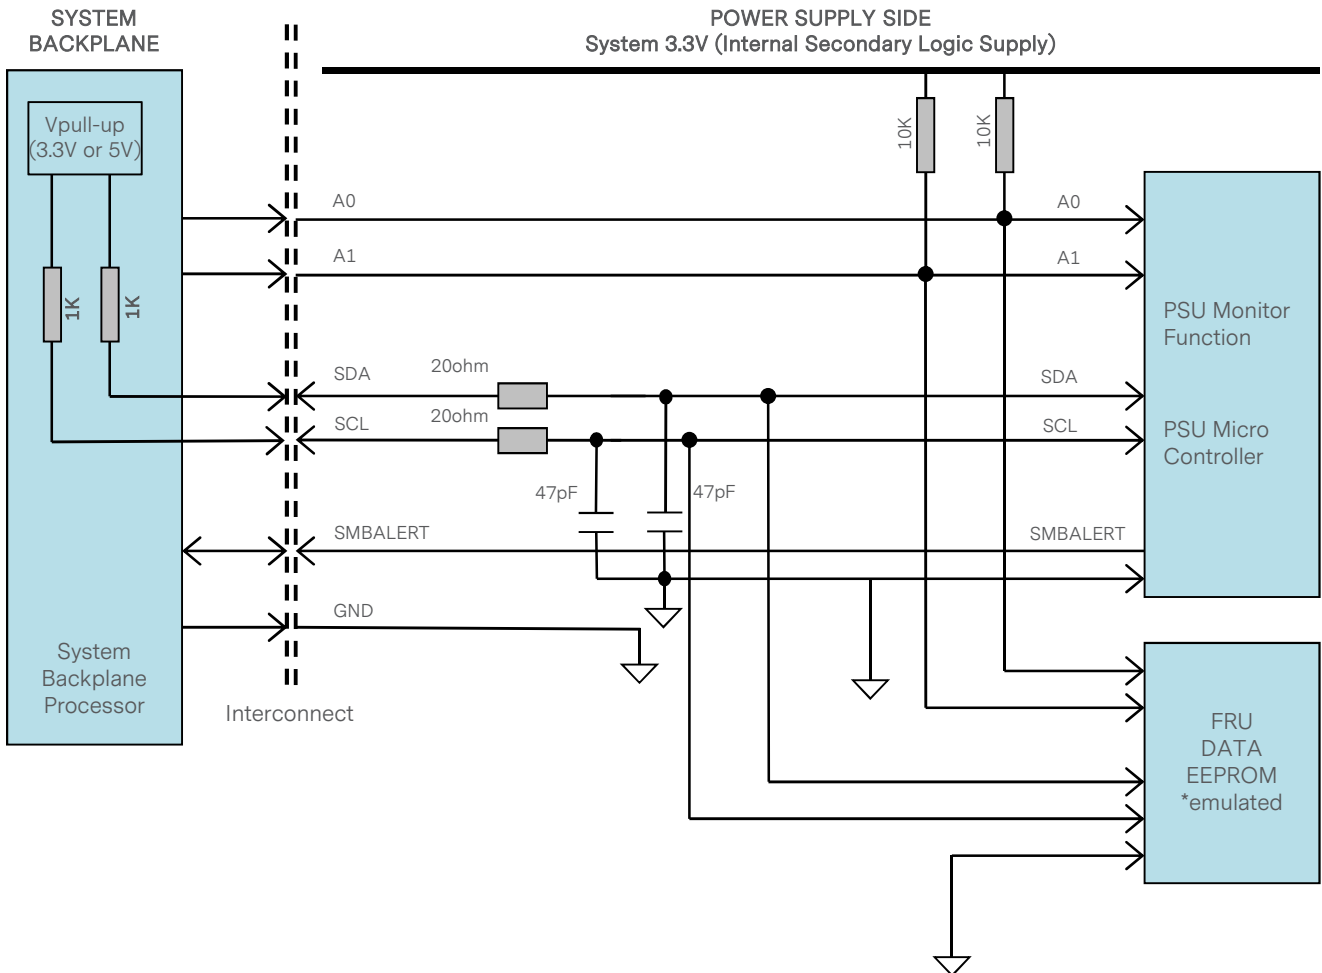 SYSTEM
BACKPLANE
POWER SUPPLY SIDE
System 3.3V (Internal Secondary Logic Supply)
Vpull-up
(3.3V or 5V)
10K
10K
A0
A0
A1
A1
1K
1K
PSU Monitor
Function
SDA
20ohm
SDA
SCL
20ohm
SCL
PSU Micro
Controller
47pF
47pF
SMBALERT
SMBALERT
GND
System
Backplane
Processor
Interconnect
FRU
DATA
EEPROM
*emulated